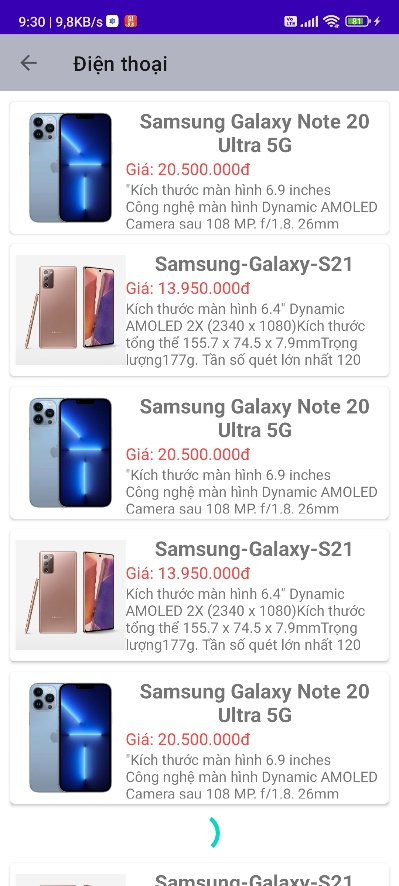 9:30 | 9,8KB/s
81
Điện thoại
Samsung Galaxy Note 20
Ultra 5G
Giá: 20.500.000đ
"Kích thước màn hình 6.9 inches
Công nghệ màn hình Dynamic AMOLED
Camera sau 108 MP, f/1.8, 26mm
Samsung-Galaxy-S21
Giá: 13.950.000đ
Kích thước màn hình 6.4" Dynamic
AMOLED 2X (2340 x 1080)Kích thước
tổng thể 155.7 x 74.5 x 7.9mmTrọng
lượng177g. Tần số quét lớn nhất 120
Samsung Galaxy Note 20
Ultra 5G
Giá: 20.500.000đ
"Kích thước màn hình 6.9 inches
Công nghệ màn hình Dynamic AMOLED
Camera sau 108 MP, f/1.8, 26mm
Samsung-Galaxy-S21
Giá: 13.950.000đ
Kích thước màn hình 6.4" Dynamic
AMOLED 2X (2340 x 1080)Kích thước
tổng thể 155.7 x 74.5 x 7.9mmTrọng
lượng177g. Tần số quét lớn nhất 120
Samsung Galaxy Note 20
Ultra 5G
Giá: 20.500.000đ
"Kích thước màn hình 6.9 inches
Công nghệ màn hình Dynamic AMOLED
Camera sau 108 MP, f/1.8, 26mm
Samsung-Galaxy-S21